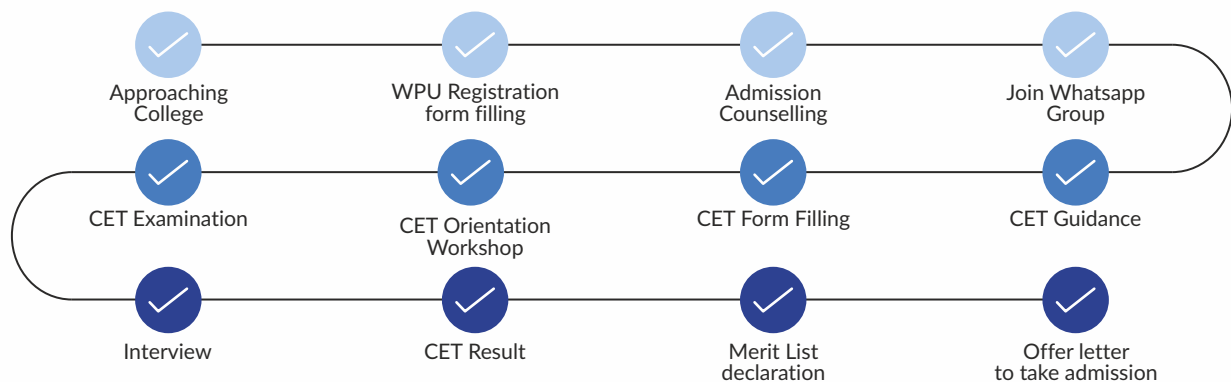 Approaching
College
WPU Registration
form filling
Admission
Counselling
Join Whatsapp
Group
CET Examination
CET Orientation
Workshop
CET Form Filling
CET Guidance
Interview
CET Result
Merit List
declaration
Offer letter
to take admission